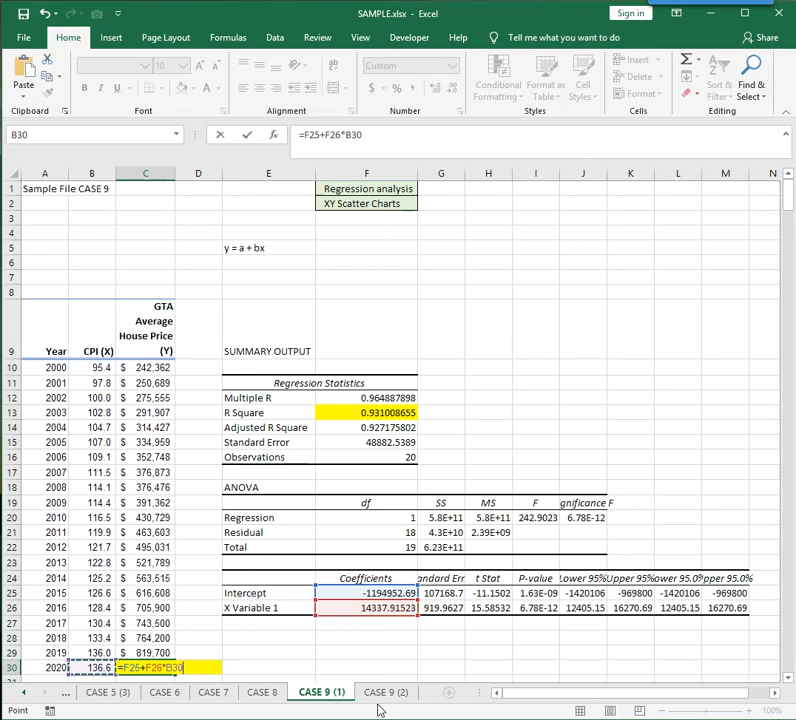 SAMPLE.xlsx - Excel
Sign in
File Home Insert Page Layout Formulas Data Review View Developer Help Tell me what you want to do Share
Paste
Clipboard
10
B I U
Font
ab
Alignment
Custom
$ % ,
Number
Conditional Formatting
Format as Table
Cell Styles
Styles
Insert
Delete
Format
Cells
Sort & Filter
Find & Select
Editing
B30 fx =F25+F26*B30
A B C D E F G H I J K L M N
1 Sample File CASE 9 Regression analysis
2 XY Scatter Charts
3
4
5 y = a + bx
6
7
8
GTA
Average
House Price
9 Year CPI (X) (Y) SUMMARY OUTPUT
10 2000 95.4 $ 242,362
11 2001 97.8 $ 250,689 Regression Statistics
12 2002 100.0 $ 275,555 Multiple R 0.964887898
13 2003 102.8 $ 291,907 R Square 0.931008655
14 2004 104.7 $ 314,427 Adjusted R Square 0.927175802
15 2005 107.0 $ 334,959 Standard Error 48882.5389
16 2006 109.1 $ 352,748 Observations 20
17 2007 111.5 $ 376,873
18 2008 114.1 $ 376,476 ANOVA
19 2009 114.4 $ 391,362 df SS MS F gnificance F
20 2010 116.5 $ 430,729 Regression 1 5.8E+11 5.8E+11 242.9023 6.78E-12
21 2011 119.9 $ 463,603 Residual 18 4.3E+10 2.39E+09
22 2012 121.7 $ 495,031 Total 19 6.23E+11
23 2013 122.8 $ 521,789
24 2014 125.2 $ 563,515 Coefficients andard Err t Stat P-value Lower 95% Upper 95% ower 95.0% pper 95.0%
25 2015 126.6 $ 616,608 Intercept -1194952.69 107168.7 -11.1502 1.63E-09 -1420106 -969800 -1420106 -969800
26 2016 128.4 $ 705,900 X Variable 1 14337.91523 919.9627 15.58532 6.78E-12 12405.15 16270.69 12405.15 16270.69
27 2017 130.4 $ 743,500
28 2018 133.4 $ 764,200
29 2019 136.0 $ 819,700
30 2020 136.6 =F25+F26*B30
... CASE 5 (3) CASE 6 CASE 7 CASE 8 CASE 9 (1) CASE 9 (2)
Point 100%